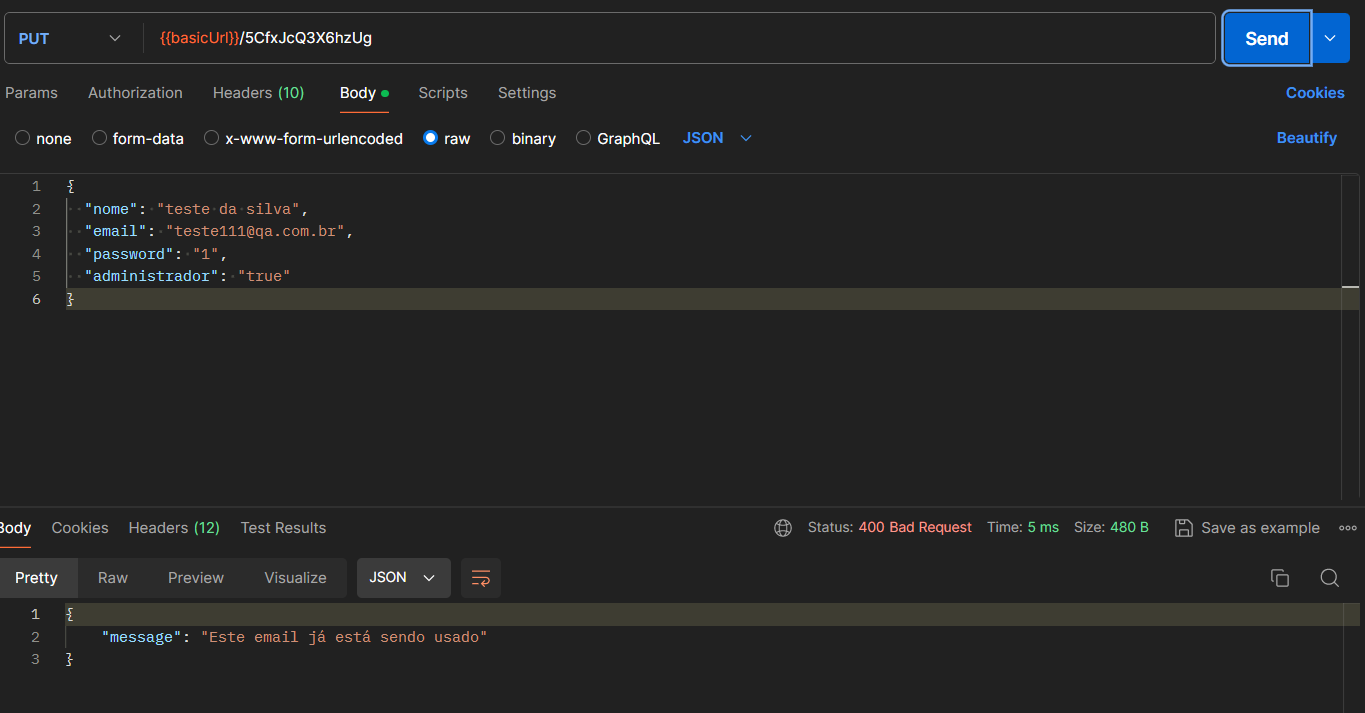 PUT {{basicUrl}}/5CfxJcQ3X6hzUg Send
Params Authorization Headers (10) Body Scripts Settings Cookies
none form-data x-www-form-urlencoded raw binary GraphQL JSON Beautify
1 {
2 "nome": "teste da silva",
3 "email": "teste111@qa.com.br",
4 "password": "1",
5 "administrador": "true"
6 }
Body Cookies Headers (12) Test Results Status: 400 Bad Request Time: 5 ms Size: 480 B Save as example
Pretty Raw Preview Visualize JSON
1 {
2 "message": "Este email já está sendo usado"
3 }